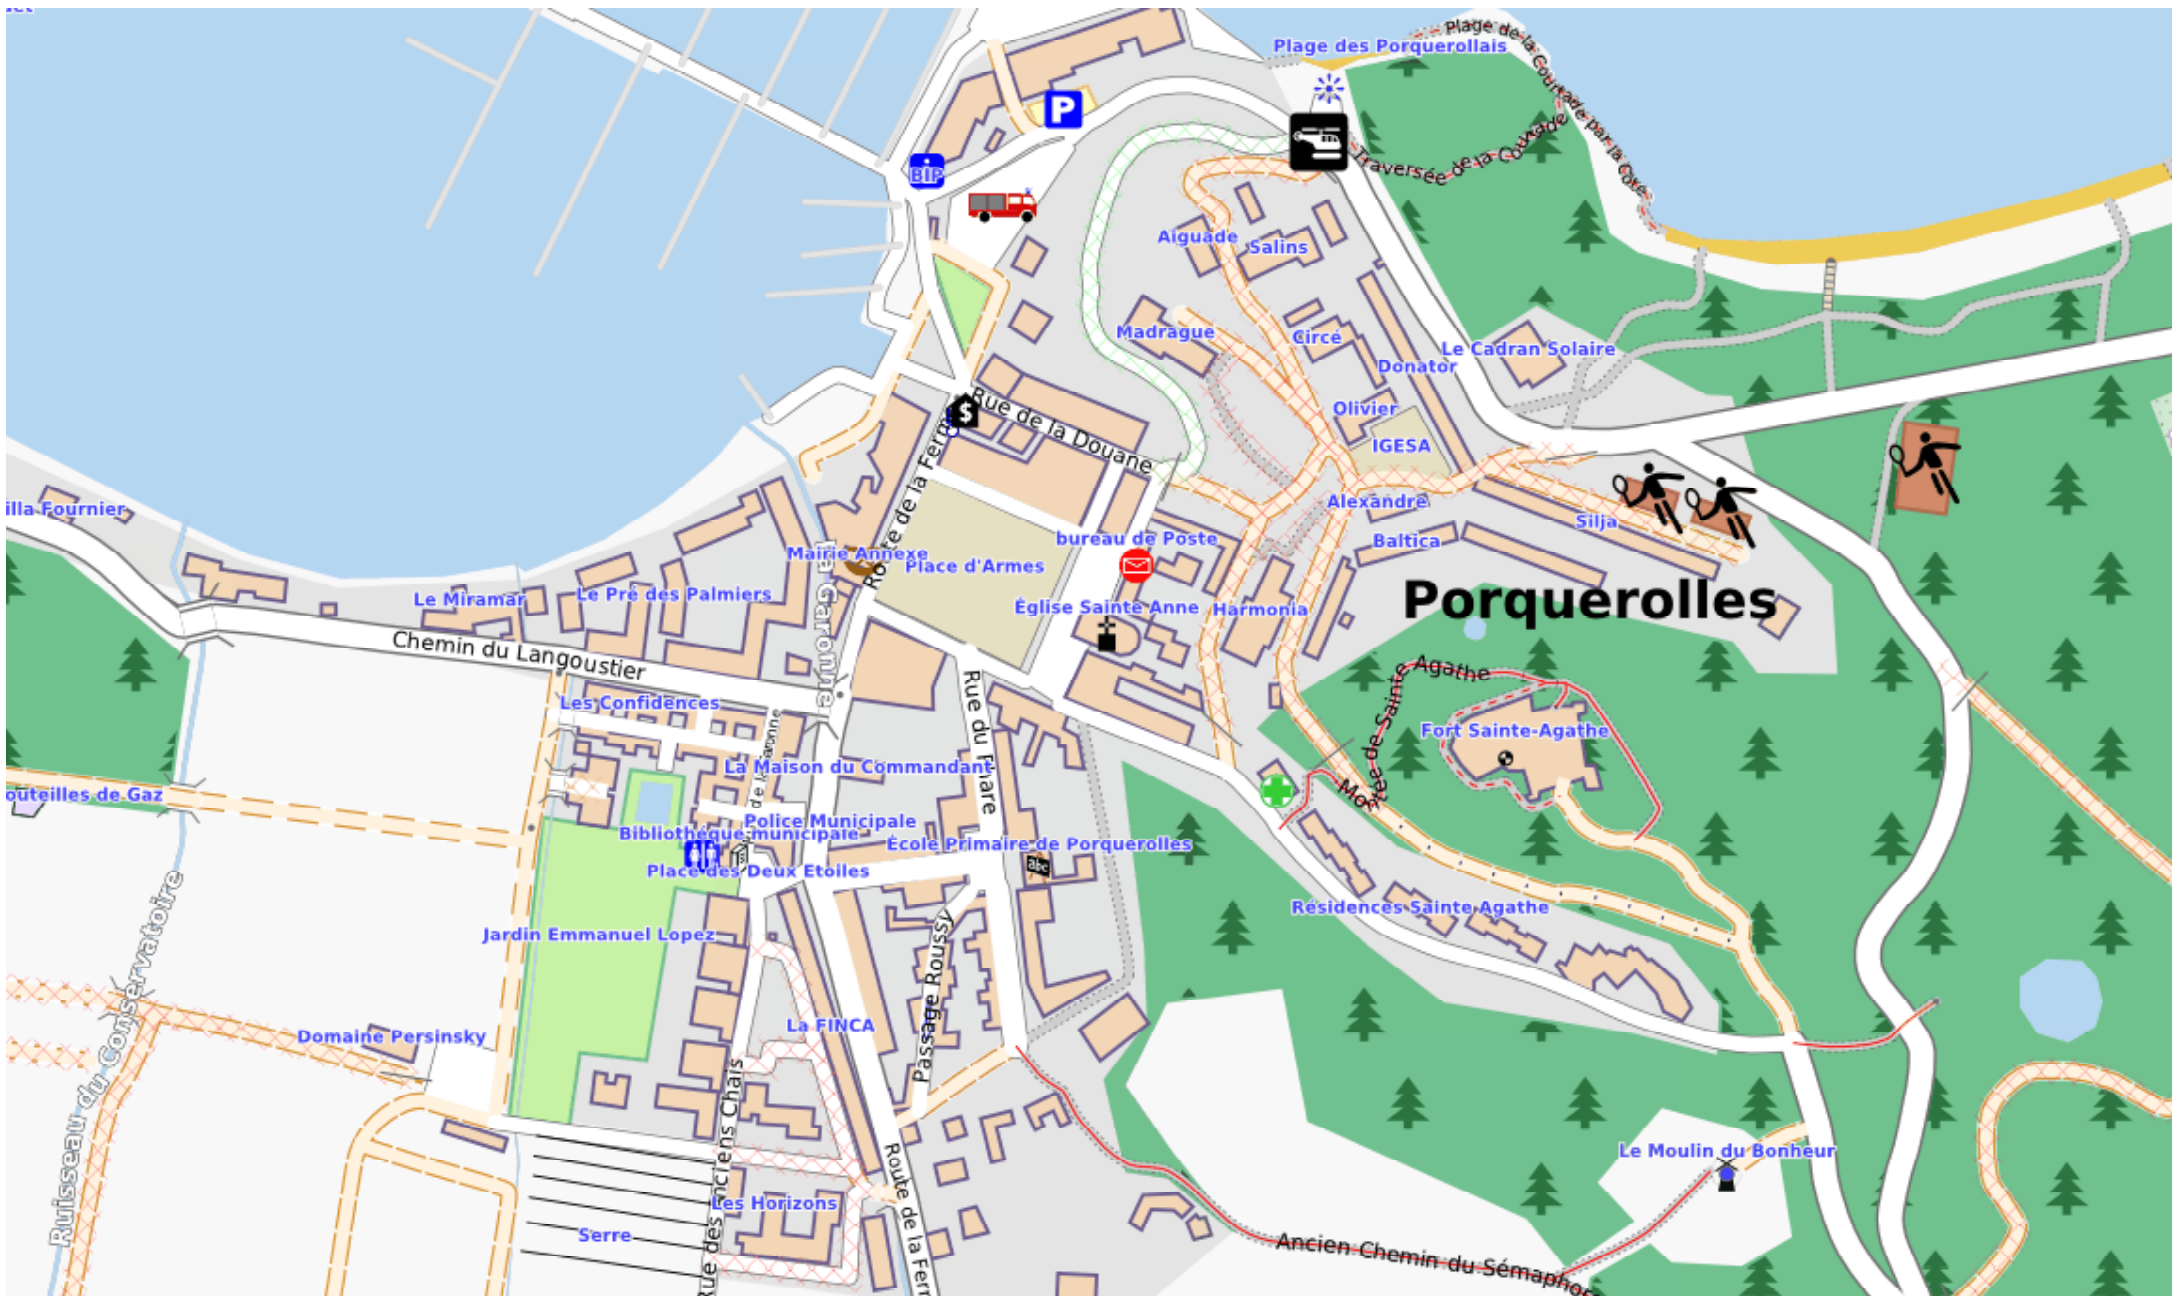 Plage de la Courtade par la Côte
Plage des Porquerollais
P
BIP
Traversée de la Courtade
Aiguade
Salins
Madrague
Circé
Donator
Le Cadran Solaire
$
Rue de la Douane
Olivier
IGESA
Route de la Ferme
illa Fournier
Alexandre
Silja
bureau de Poste
Baltica
Mairie Annexe
Place d'Armes
Le Miramar
Le Pré des Palmiers
La Garonne
Église Sainte Anne
Harmonia
Porquerolles
Chemin du Langoustier
Montée de Sainte Agathe
Rue du Phare
Les Confidences
Fort Sainte-Agathe
La Maison du Commandant
de la Garonne
outeilles de Gaz
Police Municipale
Bibliothèque municipale
École Primaire de Porquerolles
abc
Place des Deux Etoiles
Résidences Sainte Agathe
Jardin Emmanuel Lopez
Passage Roussy
Ruisseau du Conservatoire
La FINCA
Domaine Persinsky
Rue des Anciens Chais
Route de la Ferr
Le Moulin du Bonheur
Les Horizons
Serre
Ancien Chemin du Sémapho